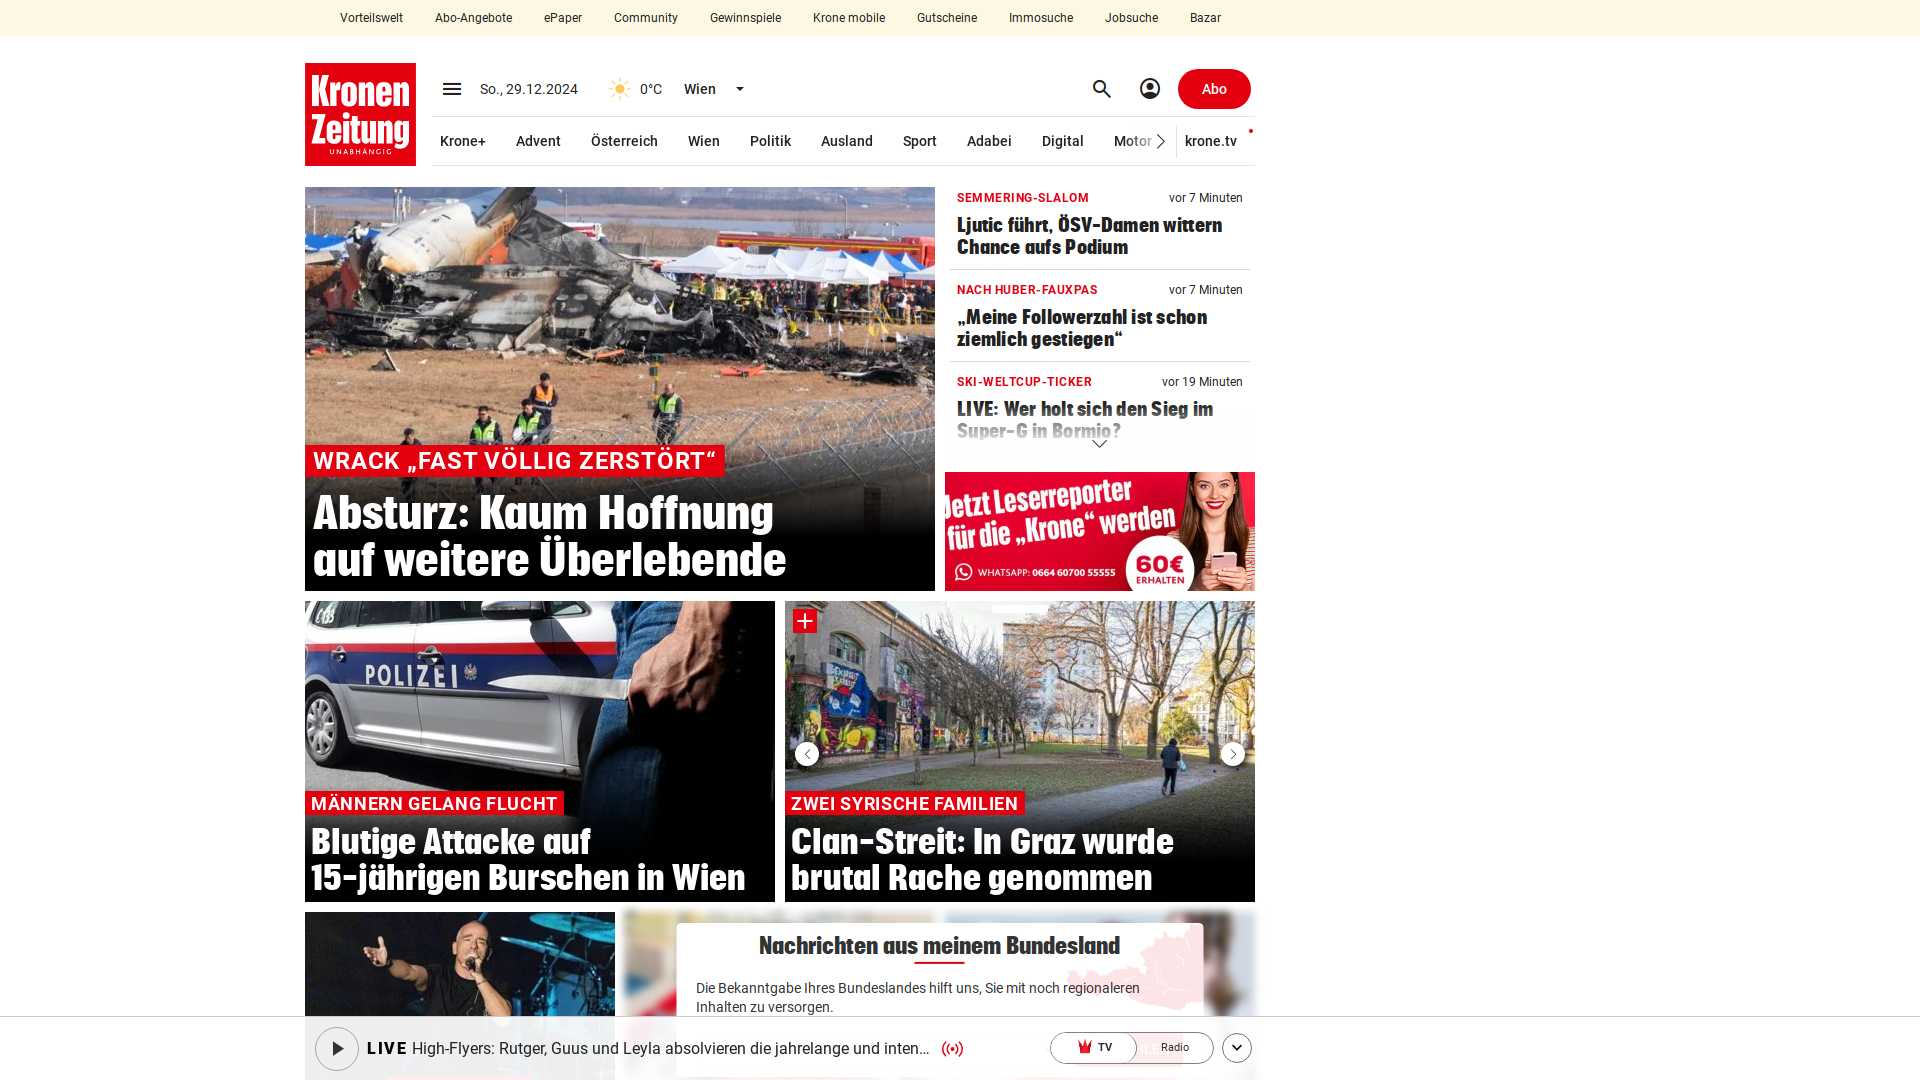 Vorteilswelt Abo-Angebote ePaper Community Gewinnspiele Krone mobile Gutscheine Immosuche Jobsuche Bazar
Kronen
Zeitung
UNABHÄNGIG
So., 29.12.2024 0°C Wien Abo
Krone+ Advent Österreich Wien Politik Ausland Sport Adabei Digital Motor krone.tv
WRACK „FAST VÖLLIG ZERSTÖRT“
Absturz: Kaum Hoffnung
auf weitere Überlebende
SEMMERING-SLALOM vor 7 Minuten
Ljutic führt, ÖSV-Damen wittern
Chance aufs Podium
NACH HUBER-FAUXPAS vor 7 Minuten
„Meine Followerzahl ist schon
ziemlich gestiegen“
SKI-WELTCUP-TICKER vor 19 Minuten
LIVE: Wer holt sich den Sieg im
Super-G in Bormio?
Jetzt Leserreporter
für die „Krone“ werden
WHATSAPP: 0664 60700 55555
60€
ERHALTEN
POLIZEI
MÄNNERN GELANG FLUCHT
Blutige Attacke auf
15-jährigen Burschen in Wien
ZWEI SYRISCHE FAMILIEN
Clan-Streit: In Graz wurde
brutal Rache genommen
Nachrichten aus meinem Bundesland
Die Bekanntgabe Ihres Bundeslandes hilft uns, Sie mit noch regionaleren
Inhalten zu versorgen.
LIVE High-Flyers: Rutger, Guus und Leyla absolvieren die jahrelange und inten... TV Radio